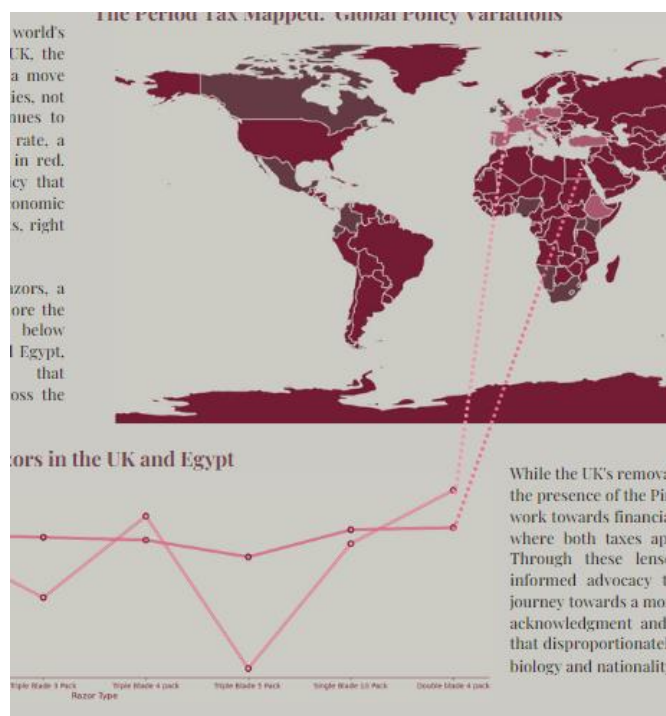 The Period Tax Mapped: Global Policy Variations
world's
UK, the
a move
ies, not
nues to
rate, a
in red.
icy that
onomic
s, right
azors, a
ore the
below
l Egypt,
that
oss the
zors in the UK and Egypt
Triple Blade 3 Pack
Triple Blade 4 pack
Triple Blade 5 Pack
Single Blade 10 Pack
Double Blade 4 pack
Razor Type
While the UK's remova
the presence of the Pi
work towards financia
where both taxes ap
Through these lens
informed advocacy t
journey towards a mo
acknowledgment and
that disproportionatel
biology and nationality